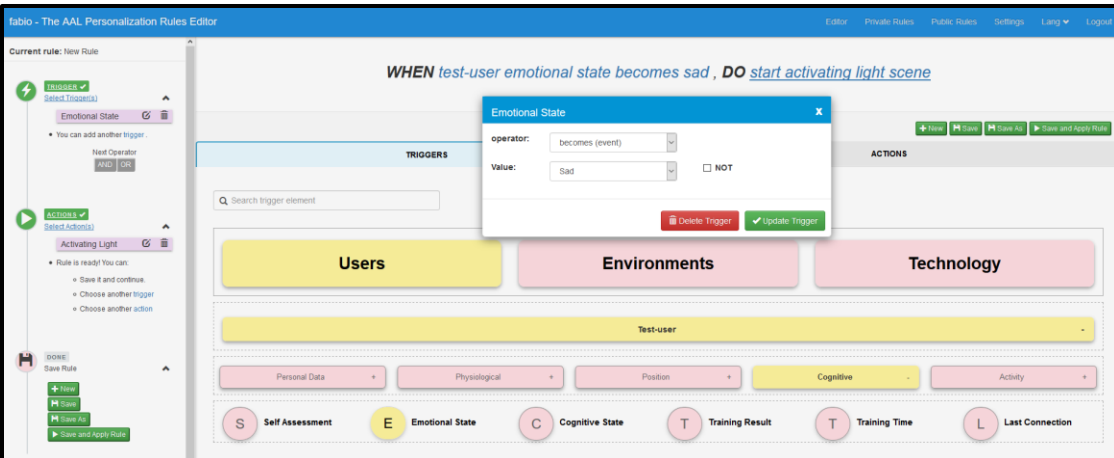 fabio - The AAL Personalization Rules Editor
Editor Private Rules Public Rules Settings Lang Logout
Current rule: New Rule
TRIGGER
Select Trigger(s)
Emotional State
You can add another trigger .
Next Operator
AND OR
ACTIONS
Select Action(s)
Activating Light
Rule is ready! You can:
Save it and continue.
Choose another trigger
Choose another action
DONE
Save Rule
New
Save
Save As
Save and Apply Rule
WHEN test-user emotional state becomes sad , DO start activating light scene
New Save Save As Save and Apply Rule
TRIGGERS
ACTIONS
Emotional State x
operator: becomes (event)
Value: Sad NOT
Delete Trigger Update Trigger
Search trigger element
Users Environments Technology
Test-user -
Personal Data + Physiological + Position + Cognitive - Activity +
S Self Assessment E Emotional State C Cognitive State T Training Result T Training Time L Last Connection